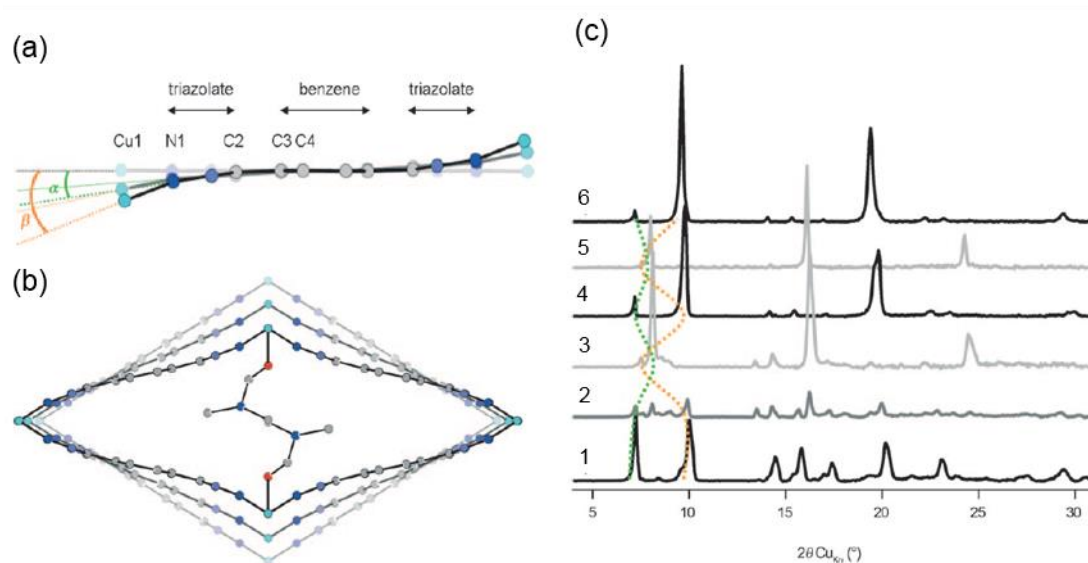 (a)
triazolate benzene triazolate
Cu1 N1 C2 C3 C4
α
β
(b)
(c)
6
5
4
3
2
1
5 10 15 20 25 30
2θ Cu_Kα (°)